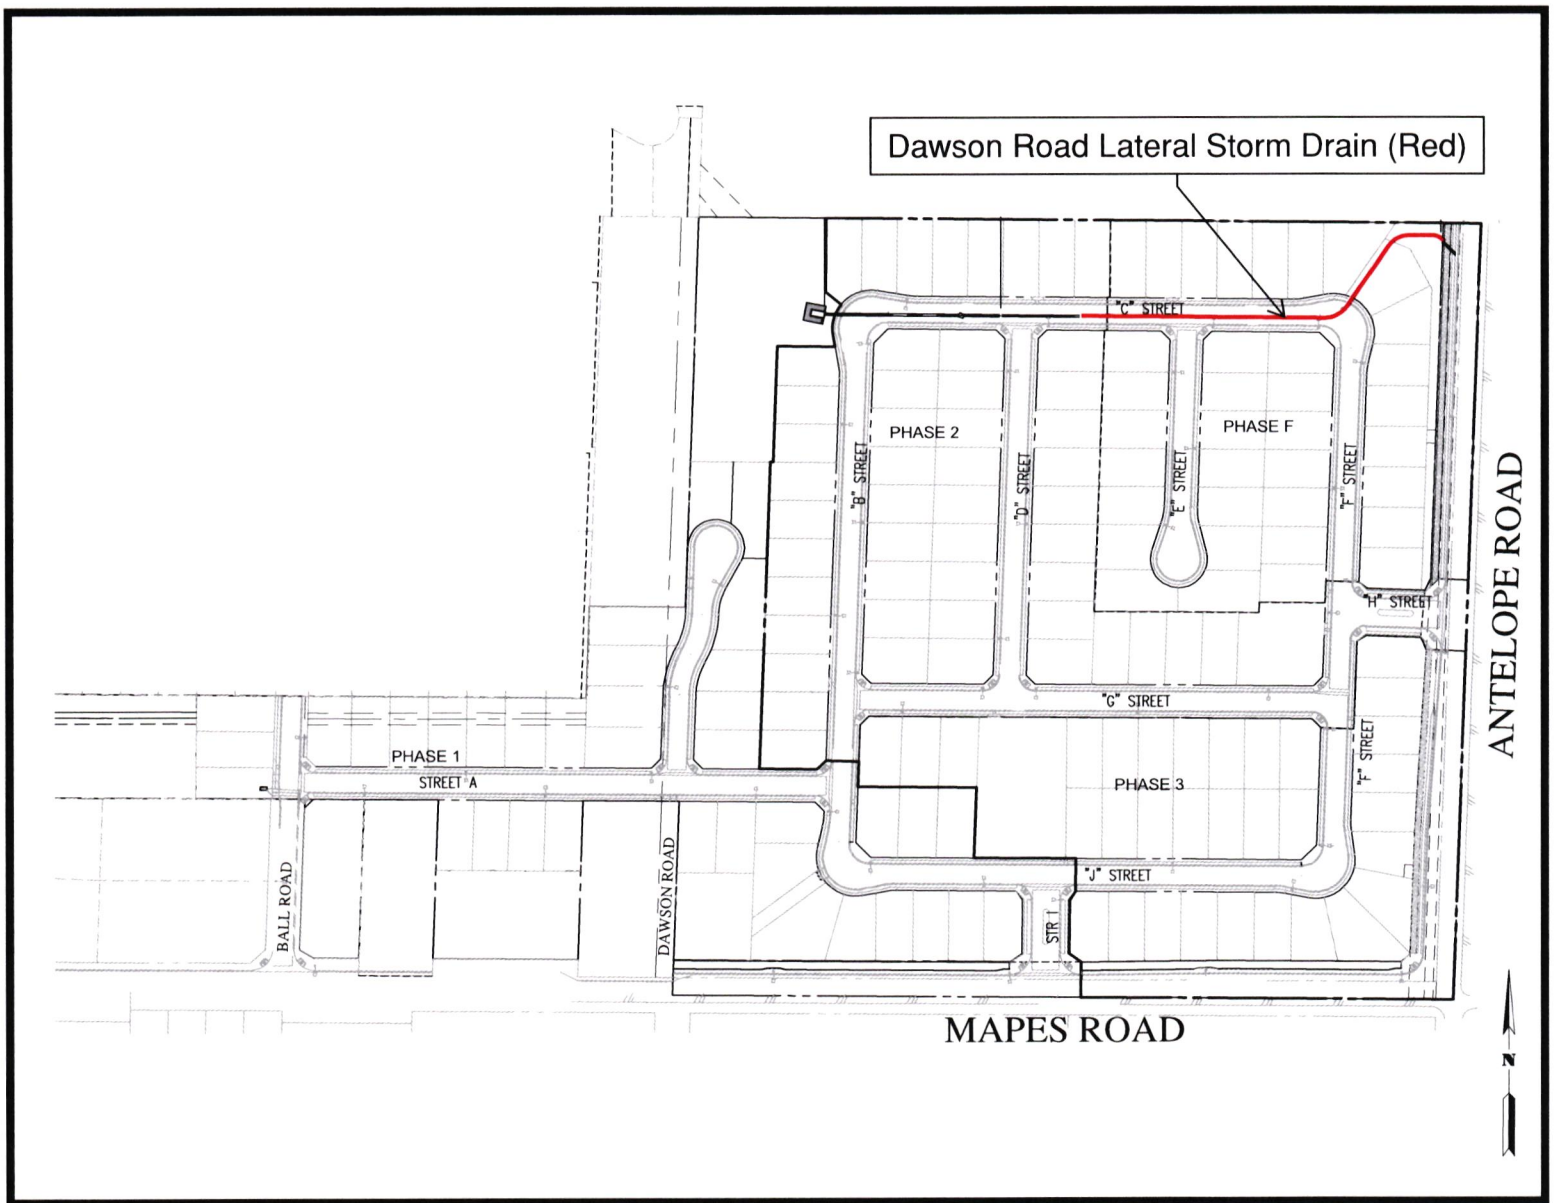 Dawson Road Lateral Storm Drain (Red)
"C" STREET
PHASE 2
PHASE F
"B" STREET
"D" STREET
"E" STREET
"F" STREET
ANTELOPE ROAD
"H" STREET
"G" STREET
PHASE 1
STREET A
"F" STREET
PHASE 3
"J" STREET
BALL ROAD
DAWSON ROAD
STR I
MAPES ROAD
N